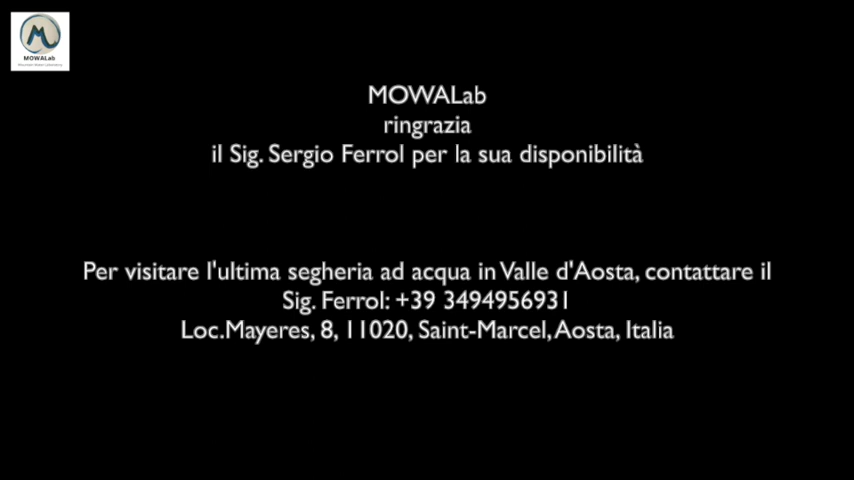 MOWALab
MOWALab
ringrazia
il Sig. Sergio Ferrol per la sua disponibilità
Per visitare l'ultima segheria ad acqua in Valle d'Aosta, contattare il
Sig. Ferrol: +39 3494956931
Loc.Mayeres, 8, 11020, Saint-Marcel, Aosta, Italia